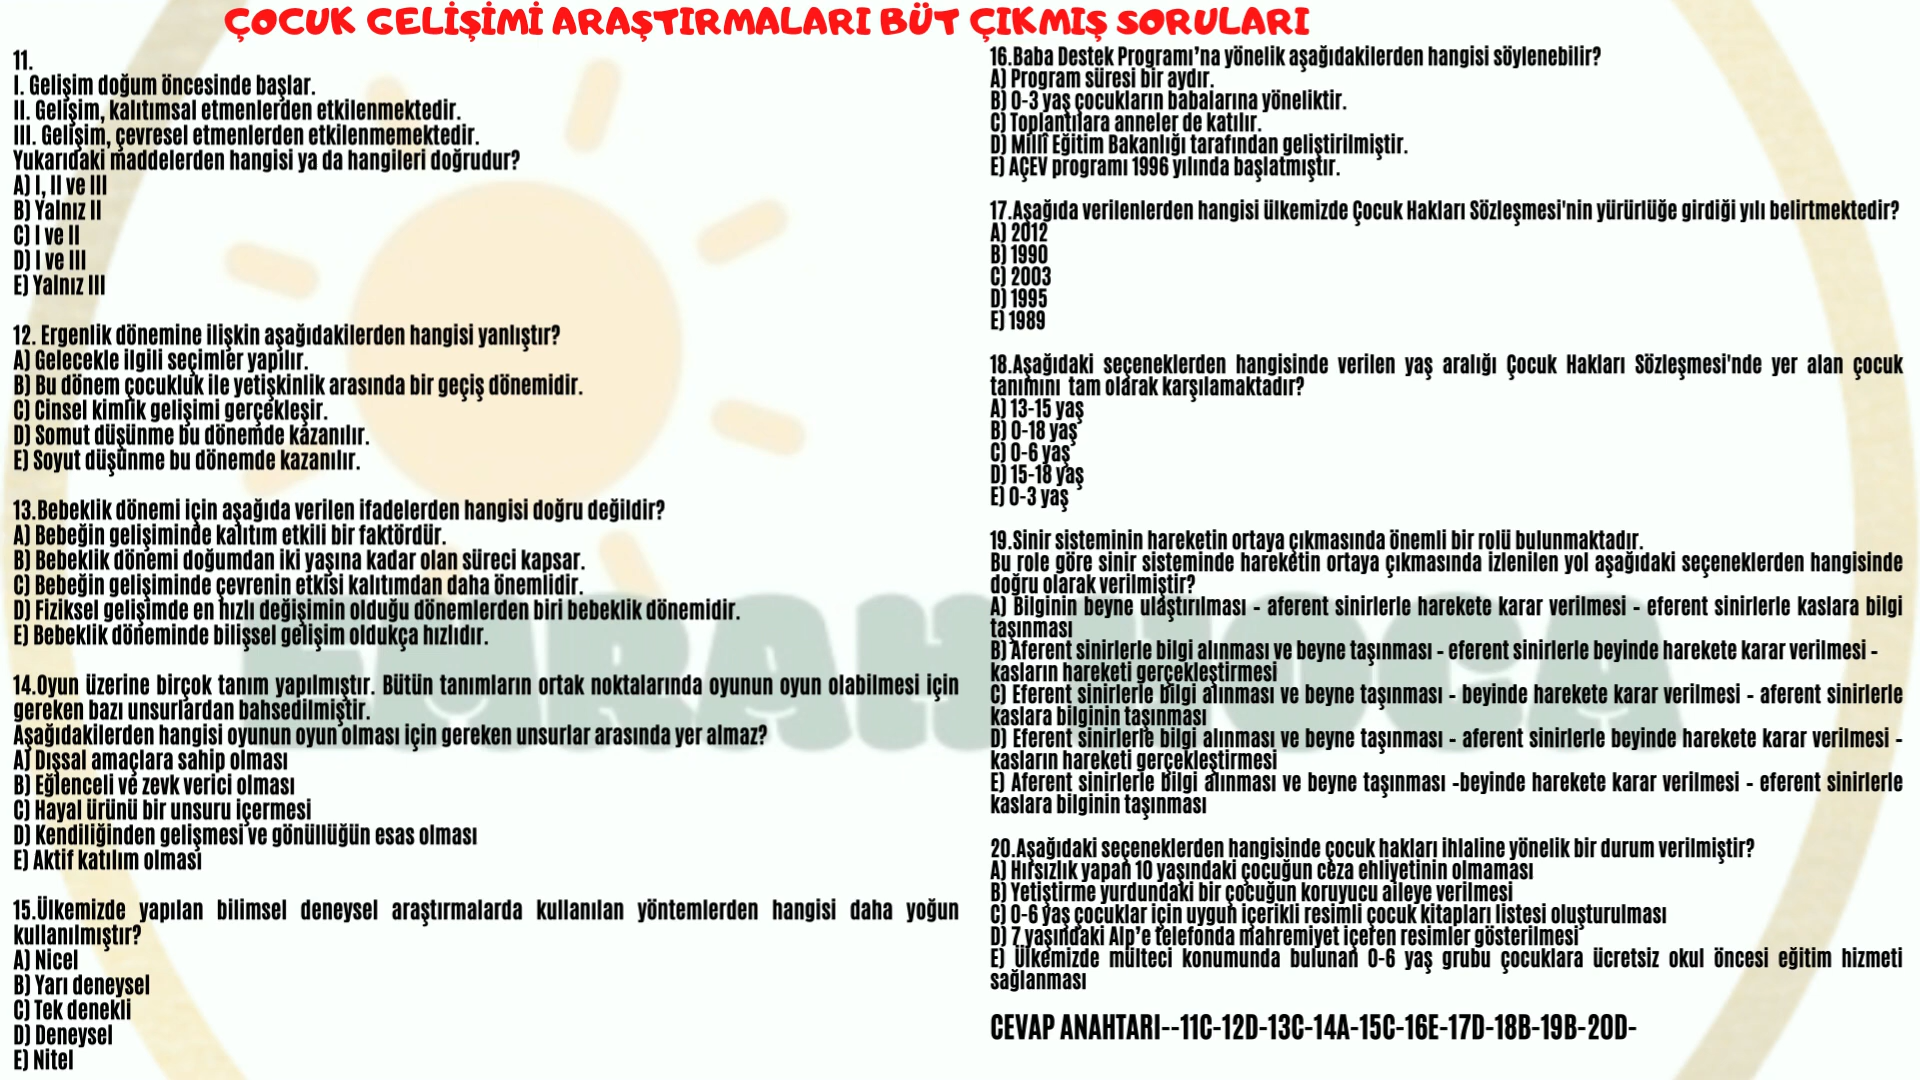 ÇOCUK GELİŞİMİ ARAŞTIRMALARI BÜT ÇIKMIŞ SORULARI
11.
I. Gelişim doğum öncesinde başlar.
II. Gelişim, kalıtımsal etmenlerden etkilenmektedir.
III. Gelişim, çevresel etmenlerden etkilenmemektedir.
Yukarıdaki maddelerden hangisi ya da hangileri doğrudur?
A) I, II ve III
B) Yalnız II
C) I ve II
D) I ve III
E) Yalnız III
12. Ergenlik dönemine ilişkin aşağıdakilerden hangisi yanlıştır?
A) Gelecekle ilgili seçimler yapılır.
B) Bu dönem çocukluk ile yetişkinlik arasında bir geçiş dönemidir.
C) Cinsel kimlik gelişimi gerçekleşir.
D) Somut düşünme bu dönemde kazanılır.
E) Soyut düşünme bu dönemde kazanılır.
13.Bebeklik dönemi için aşağıda verilen ifadelerden hangisi doğru değildir?
A) Bebeğin gelişiminde kalıtım etkili bir faktördür.
B) Bebeklik dönemi doğumdan iki yaşına kadar olan süreci kapsar.
C) Bebeğin gelişiminde çevrenin etkisi kalıtımdan daha önemlidir.
D) Fiziksel gelişimde en hızlı değişimin olduğu dönemlerden biri bebeklik dönemidir.
E) Bebeklik döneminde bilişsel gelişim oldukça hızlıdır.
14.Oyun üzerine birçok tanım yapılmıştır. Bütün tanımların ortak noktalarında oyunun oyun olabilmesi için
gereken bazı unsurlardan bahsedilmiştir.
Aşağıdakilerden hangisi oyunun oyun olması için gereken unsurlar arasında yer almaz?
A) Dışsal amaçlara sahip olması
B) Eğlenceli ve zevk verici olması
C) Hayal ürünü bir unsuru içermesi
D) Kendiliğinden gelişmesi ve gönüllüğün esas olması
E) Aktif katılım olması
15.Ülkemizde yapılan bilimsel deneysel araştırmalarda kullanılan yöntemlerden hangisi daha yoğun
kullanılmıştır?
A) Nicel
B) Yarı deneysel
C) Tek denekli
D) Deneysel
E) Nitel
16.Baba Destek Programı’na yönelik aşağıdakilerden hangisi söylenebilir?
A) Program süresi bir aydır.
B) 0-3 yaş çocukların babalarına yöneliktir.
C) Toplantılara anneler de katılır.
D) Millî Eğitim Bakanlığı tarafından geliştirilmiştir.
E) AÇEV programı 1996 yılında başlatmıştır.
17.Aşağıda verilenlerden hangisi ülkemizde Çocuk Hakları Sözleşmesi'nin yürürlüğe girdiği yılı belirtmektedir?
A) 2012
B) 1990
C) 2003
D) 1995
E) 1989
18.Aşağıdaki seçeneklerden hangisinde verilen yaş aralığı Çocuk Hakları Sözleşmesi'nde yer alan çocuk
tanımını tam olarak karşılamaktadır?
A) 13-15 yaş
B) 0-18 yaş
C) 0-6 yaş
D) 15-18 yaş
E) 0-3 yaş
19.Sinir sisteminin hareketin ortaya çıkmasında önemli bir rolü bulunmaktadır.
Bu role göre sinir sisteminde hareketin ortaya çıkmasında izlenilen yol aşağıdaki seçeneklerden hangisinde
doğru olarak verilmiştir?
A) Bilginin beyne ulaştırılması - aferent sinirlerle harekete karar verilmesi - eferent sinirlerle kaslara bilgi
taşınması
B) Aferent sinirlerle bilgi alınması ve beyne taşınması - eferent sinirlerle beyinde harekete karar verilmesi -
kasların hareketi gerçekleştirmesi
C) Eferent sinirlerle bilgi alınması ve beyne taşınması - beyinde harekete karar verilmesi - aferent sinirlerle
kaslara bilginin taşınması
D) Eferent sinirlerle bilgi alınması ve beyne taşınması - aferent sinirlerle beyinde harekete karar verilmesi -
kasların hareketi gerçekleştirmesi
E) Aferent sinirlerle bilgi alınması ve beyne taşınması -beyinde harekete karar verilmesi - eferent sinirlerle
kaslara bilginin taşınması
20.Aşağıdaki seçeneklerden hangisinde çocuk hakları ihlaline yönelik bir durum verilmiştir?
A) Hırsızlık yapan 10 yaşındaki çocuğun ceza ehliyetinin olmaması
B) Yetiştirme yurdundaki bir çocuğun koruyucu aileye verilmesi
C) 0-6 yaş çocuklar için uygun içerikli resimli çocuk kitapları listesi oluşturulması
D) 7 yaşındaki Alp’e telefonda mahremiyet içeren resimler gösterilmesi
E) Ülkemizde mülteci konumunda bulunan 0-6 yaş grubu çocuklara ücretsiz okul öncesi eğitim hizmeti
sağlanması
CEVAP ANAHTARI--11C-12D-13C-14A-15C-16E-17D-18B-19B-20D-